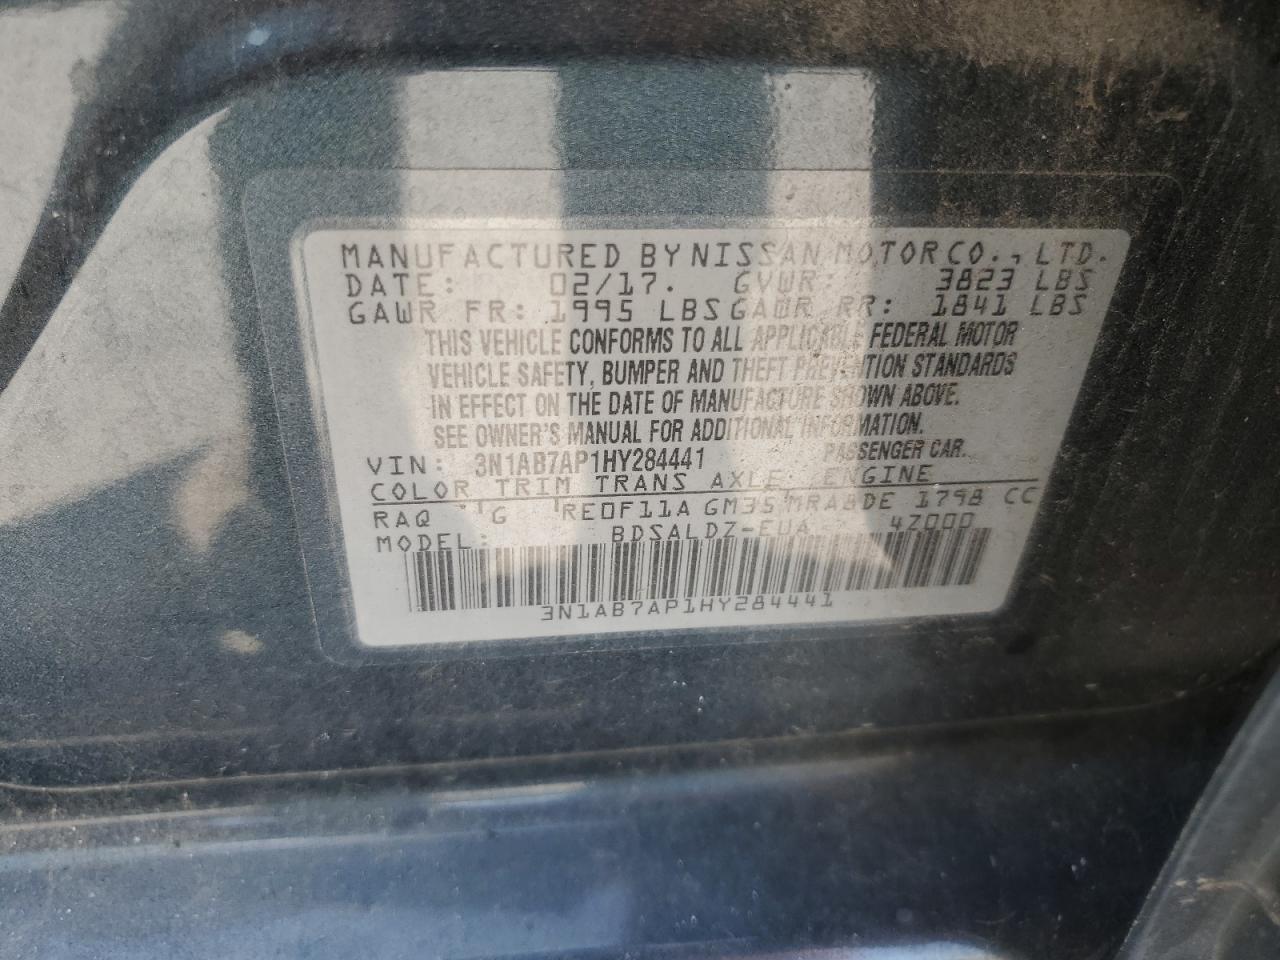 MANUFACTURED BY NISSAN MOTOR CO., LTD.
DATE: 02/17. GVWR: 3823 LBS
GAWR FR: 1995 LBS GAWR RR: 1841 LBS
THIS VEHICLE CONFORMS TO ALL APPLICABLE FEDERAL MOTOR
VEHICLE SAFETY, BUMPER AND THEFT PREVENTION STANDARDS
IN EFFECT ON THE DATE OF MANUFACTURE SHOWN ABOVE.
SEE OWNER'S MANUAL FOR ADDITIONAL INFORMATION.
VIN: 3N1AB7AP1HY284441 PASSENGER CAR.
COLOR TRIM TRANS AXLE ENGINE
RAQ G RE0F11A GM35 MRA8DE 1798 CC
MODEL: BDSALDZ-EUA 47000
3N1AB7AP1HY284441